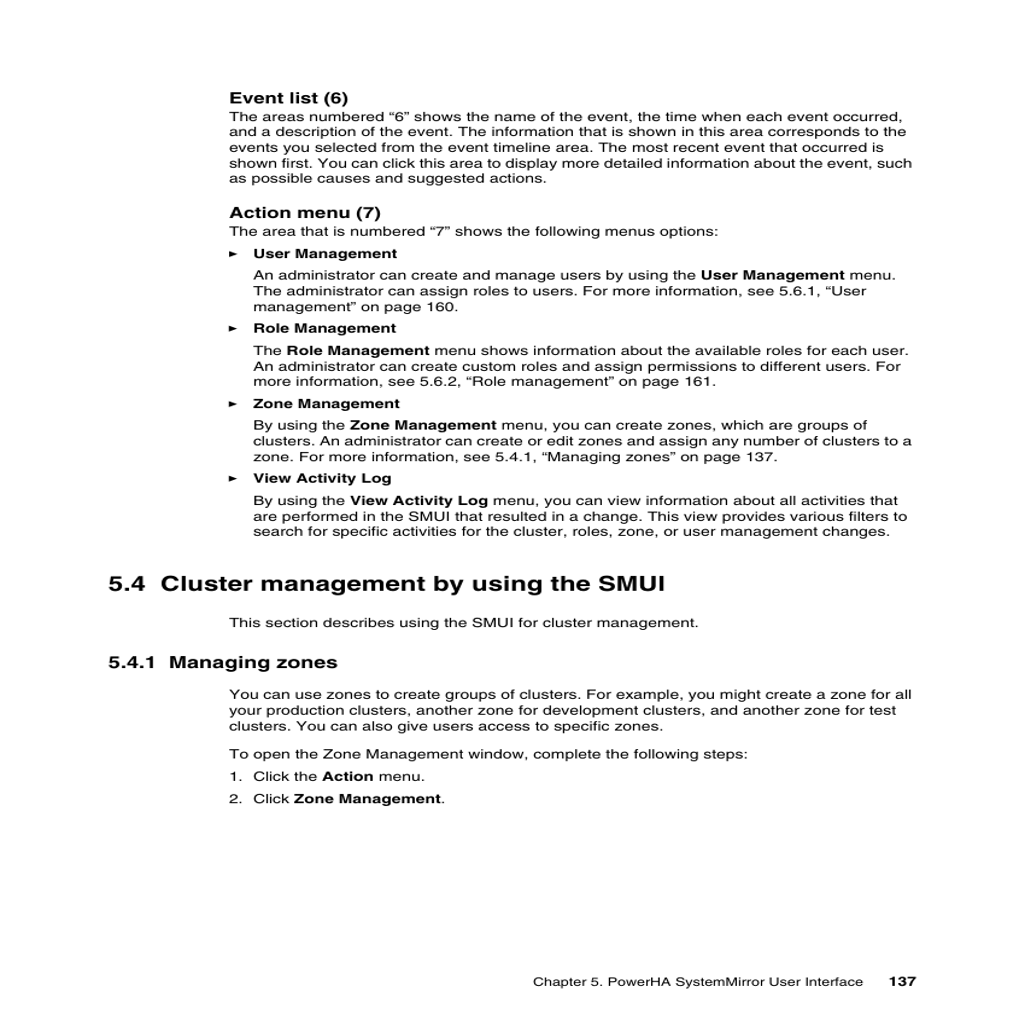 Event list (6)
The areas numbered “6” shows the name of the event, the time when each event occurred,
and a description of the event. The information that is shown in this area corresponds to the
events you selected from the event timeline area. The most recent event that occurred is
shown first. You can click this area to display more detailed information about the event, such
as possible causes and suggested actions.
Action menu (7)
The area that is numbered “7” shows the following menus options:
► User Management
An administrator can create and manage users by using the User Management menu.
The administrator can assign roles to users. For more information, see 5.6.1, “User
management” on page 160.
► Role Management
The Role Management menu shows information about the available roles for each user.
An administrator can create custom roles and assign permissions to different users. For
more information, see 5.6.2, “Role management” on page 161.
► Zone Management
By using the Zone Management menu, you can create zones, which are groups of
clusters. An administrator can create or edit zones and assign any number of clusters to a
zone. For more information, see 5.4.1, “Managing zones” on page 137.
► View Activity Log
By using the View Activity Log menu, you can view information about all activities that
are performed in the SMUI that resulted in a change. This view provides various filters to
search for specific activities for the cluster, roles, zone, or user management changes.
5.4 Cluster management by using the SMUI
This section describes using the SMUI for cluster management.
5.4.1 Managing zones
You can use zones to create groups of clusters. For example, you might create a zone for all
your production clusters, another zone for development clusters, and another zone for test
clusters. You can also give users access to specific zones.
To open the Zone Management window, complete the following steps:
1. Click the Action menu.
2. Click Zone Management.
Chapter 5. PowerHA SystemMirror User Interface 137